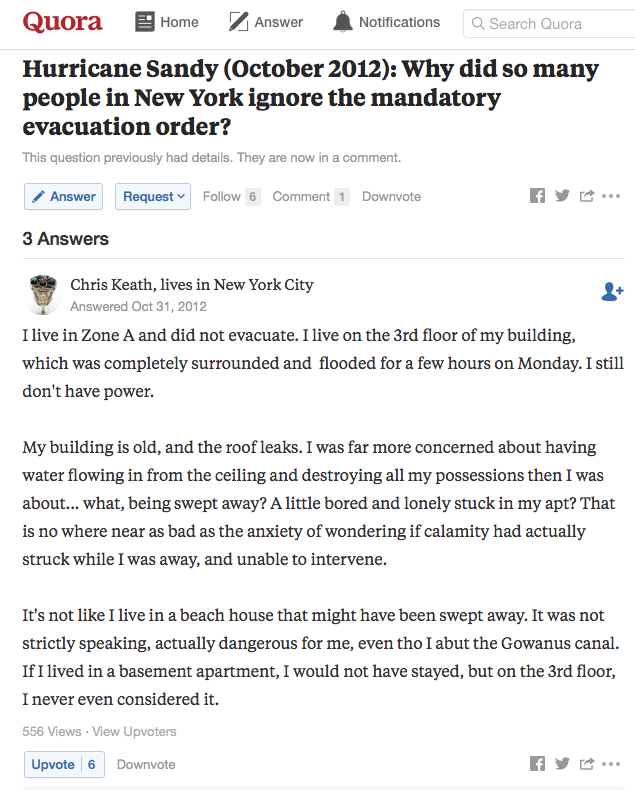 Quora Home Answer Notifications Search Quora
Hurricane Sandy (October 2012): Why did so many
people in New York ignore the mandatory
evacuation order?
This question previously had details. They are now in a comment.
Answer Request Follow 6 Comment 1 Downvote
3 Answers
Chris Keath, lives in New York City
Answered Oct 31, 2012
I live in Zone A and did not evacuate. I live on the 3rd floor of my building,
which was completely surrounded and flooded for a few hours on Monday. I still
don't have power.
My building is old, and the roof leaks. I was far more concerned about having
water flowing in from the ceiling and destroying all my possessions then I was
about... what, being swept away? A little bored and lonely stuck in my apt? That
is no where near as bad as the anxiety of wondering if calamity had actually
struck while I was away, and unable to intervene.
It's not like I live in a beach house that might have been swept away. It was not
strictly speaking, actually dangerous for me, even tho I abut the Gowanus canal.
If I lived in a basement apartment, I would not have stayed, but on the 3rd floor,
I never even considered it.
556 Views · View Upvoters
Upvote 6 Downvote